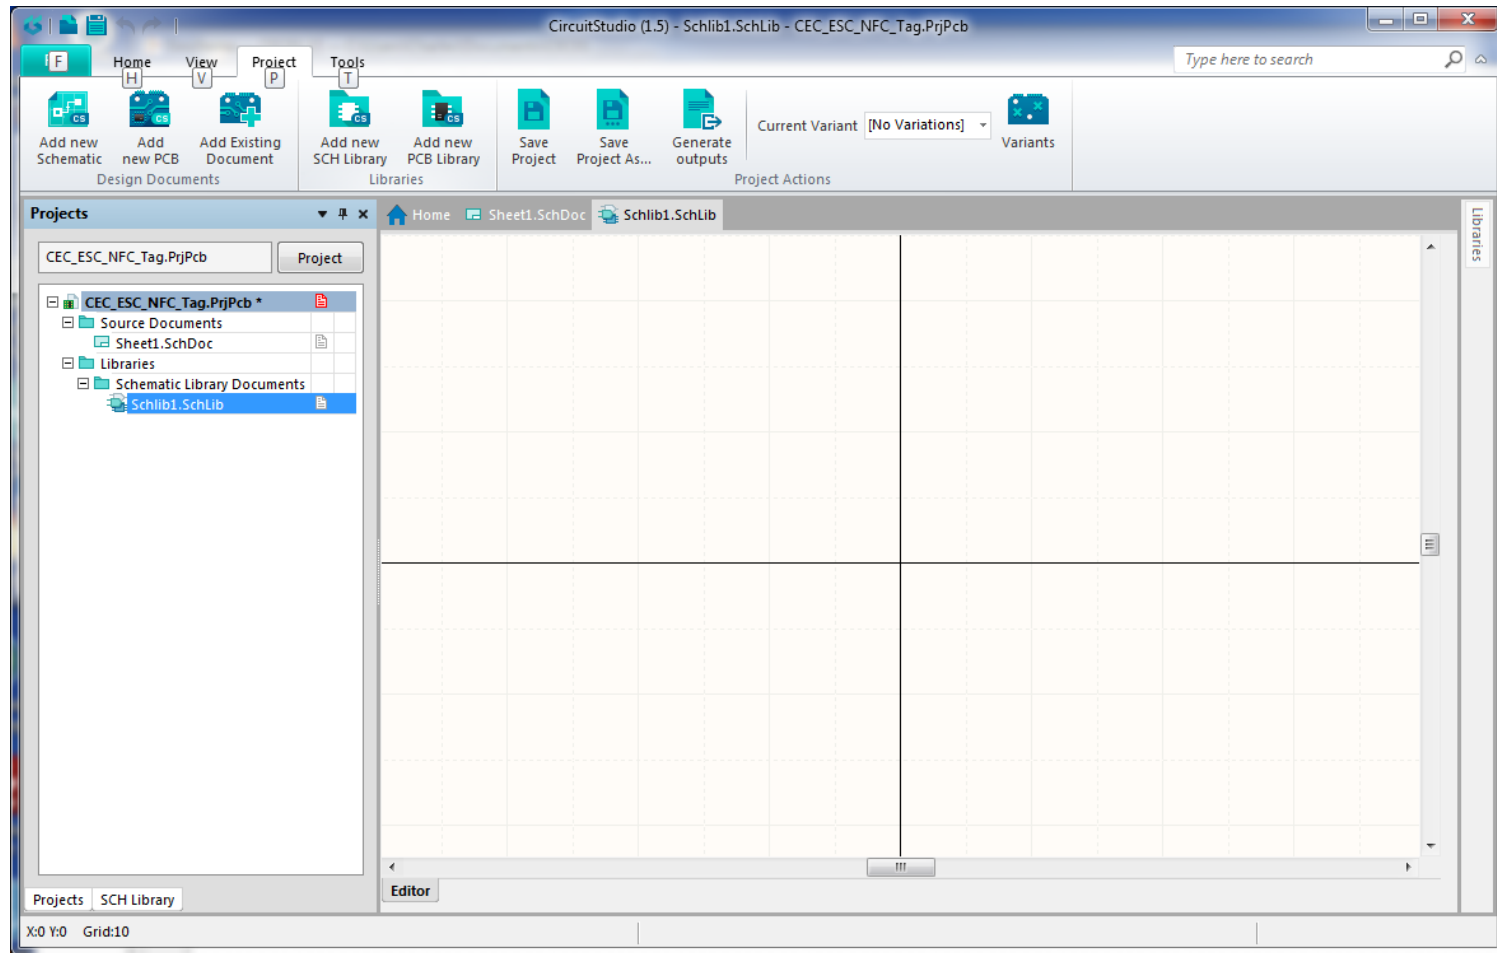 CircuitStudio (1.5) - Schlib1.SchLib - CEC_ESC_NFC_Tag.PrjPcb
F
Home
View
Project
Tools
Type here to search
H
V
P
T
Add new Schematic
Add new PCB
Add Existing Document
Add new SCH Library
Add new PCB Library
Save Project
Save Project As...
Generate outputs
Current Variant [No Variations]
Variants
Design Documents
Libraries
Project Actions
Projects
Home
Sheet1.SchDoc
Schlib1.SchLib
Libraries
CEC_ESC_NFC_Tag.PrjPcb
Project
CEC_ESC_NFC_Tag.PrjPcb *
Source Documents
Sheet1.SchDoc
Libraries
Schematic Library Documents
Schlib1.SchLib
Editor
Projects
SCH Library
X:0 Y:0 Grid:10